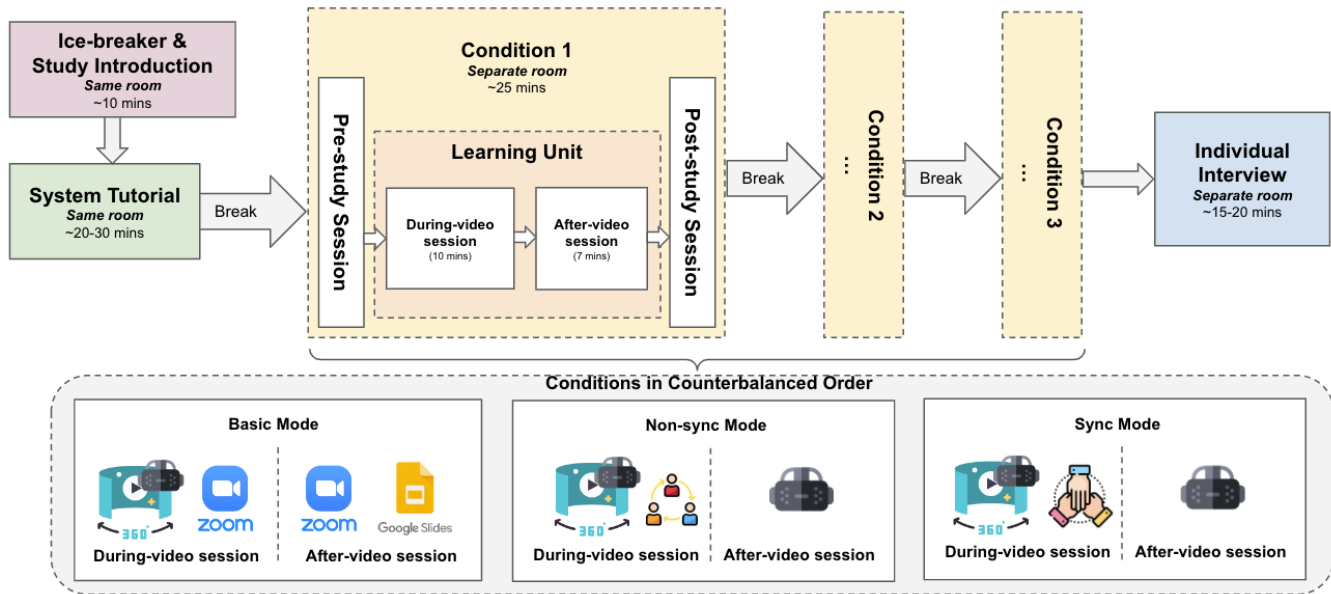 Ice-breaker &
Study Introduction
Same room
~10 mins
System Tutorial
Same room
~20-30 mins
Break
Condition 1
Separate room
~25 mins
Pre-study Session
Learning Unit
During-video
session
(10 mins)
After-video
session
(7 mins)
Post-study Session
Break
Condition 2
...
Break
Condition 3
...
Individual
Interview
Separate room
~15-20 mins
Conditions in Counterbalanced Order
Basic Mode
360°
zoom
During-video session
zoom
Google Slides
After-video session
Non-sync Mode
360°
During-video session
After-video session
Sync Mode
360°
During-video session
After-video session